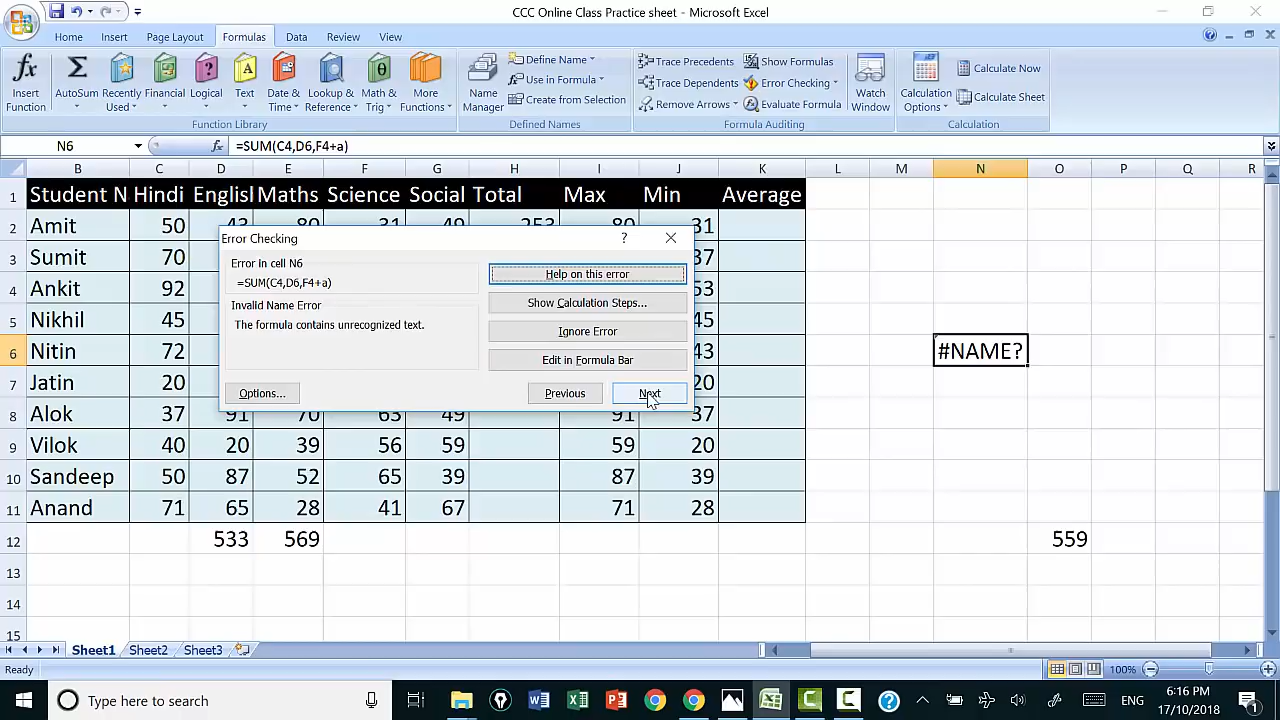 CCC Online Class Practice sheet - Microsoft Excel
Home Insert Page Layout Formulas Data Review View
fx Insert Function
Σ AutoSum
Recently Used
Financial
Logical
Text
Date & Time
Lookup & Reference
Math & Trig
More Functions
Function Library
Name Manager
Define Name
Use in Formula
Create from Selection
Defined Names
Trace Precedents
Trace Dependents
Remove Arrows
Show Formulas
Error Checking
Evaluate Formula
Formula Auditing
Watch Window
Calculation Options
Calculate Now
Calculate Sheet
Calculation
N6 fx =SUM(C4,D6,F4+a)
B C D E F G H I J K L M N O P Q R
1 Student N Hindi Englisl Maths Science Social Total Max Min Average
2 Amit 50 43 80 31 49 253 80 31
3 Sumit 70 37
4 Ankit 92 53
5 Nikhil 45 45
6 Nitin 72 43 #NAME?
7 Jatin 20 20
8 Alok 37 91 70 63 49 91 37
9 Vilok 40 20 39 56 59 59 20
10 Sandeep 50 87 52 65 39 87 39
11 Anand 71 65 28 41 67 71 28
12 533 569 559
13
14
15
Error Checking ?
Error in cell N6
=SUM(C4,D6,F4+a)
Invalid Name Error
The formula contains unrecognized text.
Help on this error
Show Calculation Steps...
Ignore Error
Edit in Formula Bar
Options... Previous Next
Sheet1 Sheet2 Sheet3
Ready 100%
Type here to search
ENG
6:16 PM
17/10/2018